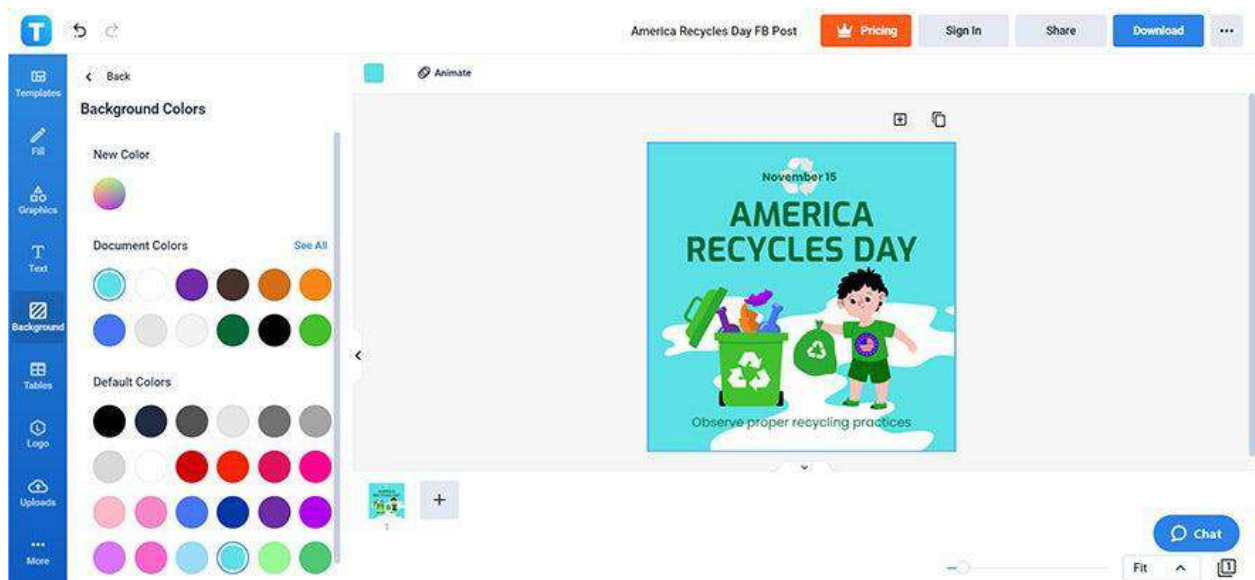 T
America Recycles Day FB Post
Pricing
Sign In
Share
Download
Templates
Fill
Graphics
Text
Background
Tables
Logo
Uploads
More
Back
Background Colors
New Color
Document Colors
See All
Default Colors
Animate
November 15
AMERICA
RECYCLES DAY
Observe proper recycling practices
1
Chat
Fit
1